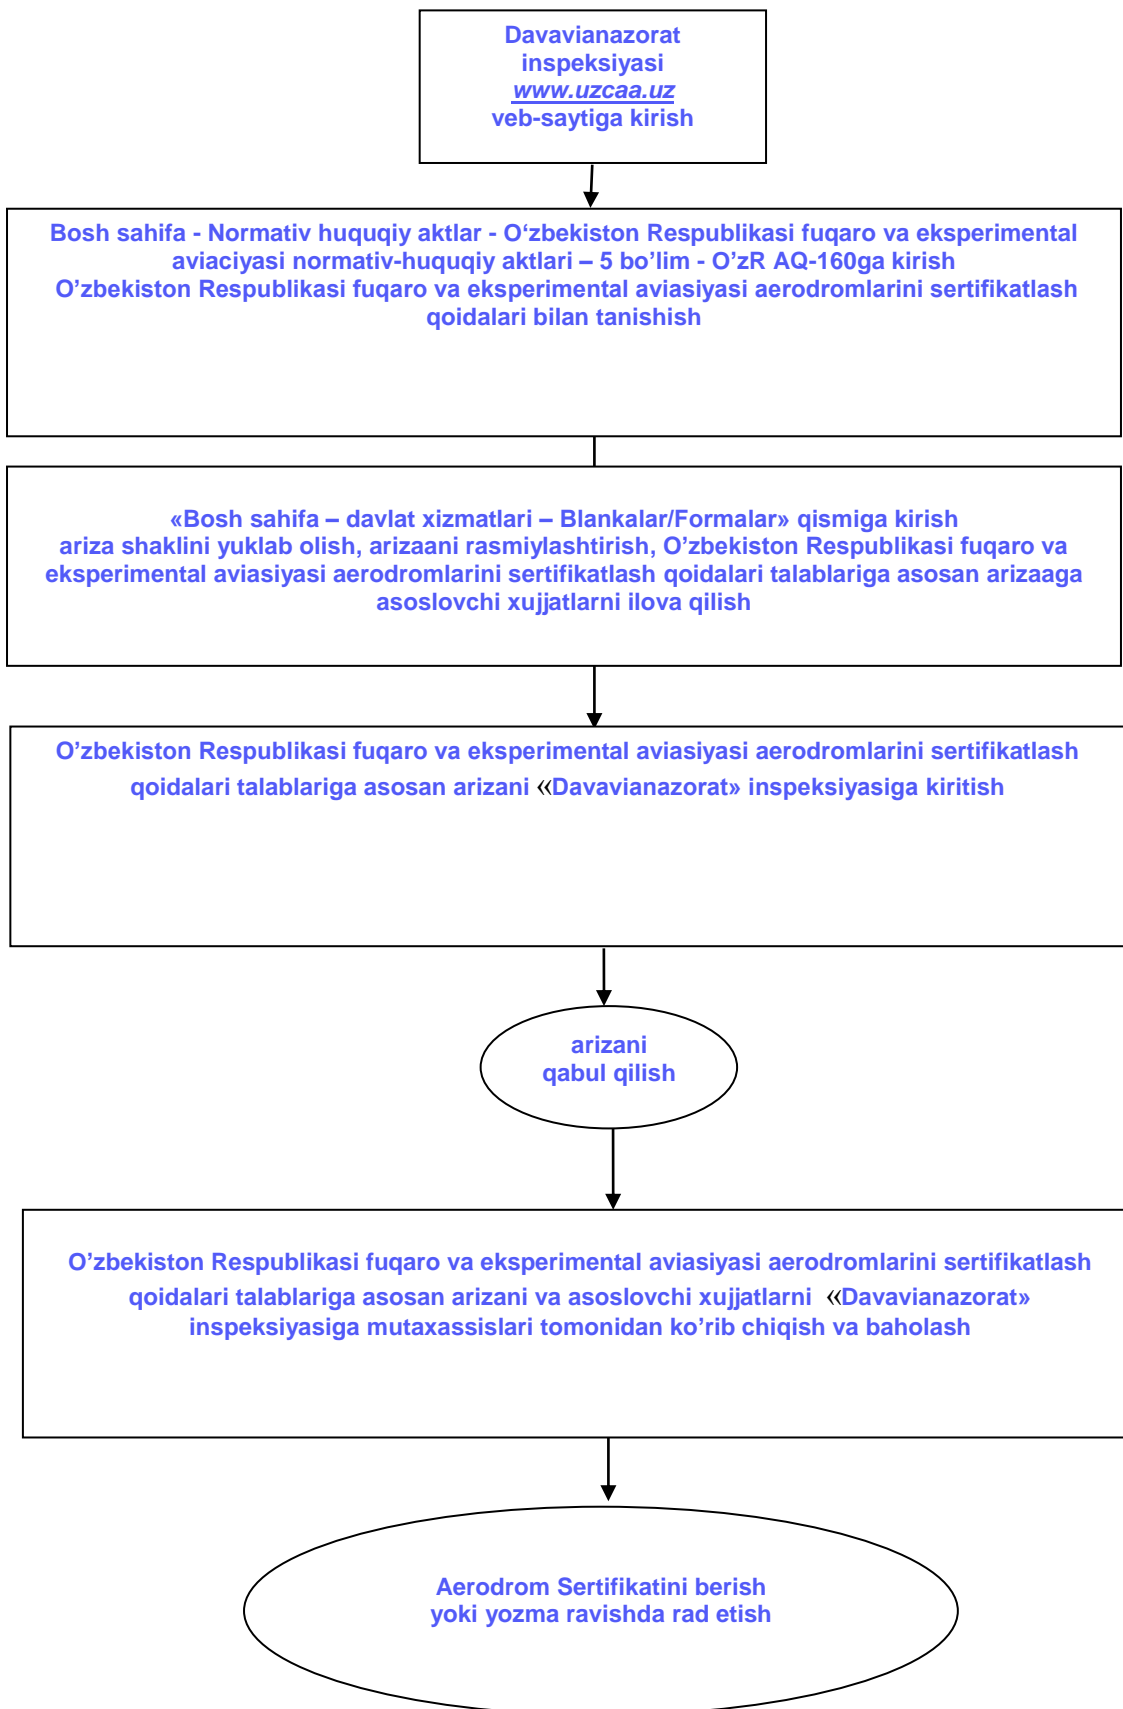 Davavianazorat
inspeksiyasi
www.uzcaa.uz
veb-saytiga kirish
Bosh sahifa - Normativ huquqiy aktlar - O‘zbekiston Respublikasi fuqaro va eksperimental
aviaciyasi normativ-huquqiy aktlari – 5 bo’lim - O’zR AQ-160ga kirish
O’zbekiston Respublikasi fuqaro va eksperimental aviasiyasi aerodromlarini sertifikatlash
qoidalari bilan tanishish
«Bosh sahifa – davlat xizmatlari – Blankalar/Formalar» qismiga kirish
ariza shaklini yuklab olish, arizaani rasmiylashtirish, O’zbekiston Respublikasi fuqaro va
eksperimental aviasiyasi aerodromlarini sertifikatlash qoidalari talablariga asosan arizaaga
asoslovchi xujjatlarni ilova qilish
O’zbekiston Respublikasi fuqaro va eksperimental aviasiyasi aerodromlarini sertifikatlash
qoidalari talablariga asosan arizani «Davavianazorat» inspeksiyasiga kiritish
arizani
qabul qilish
O’zbekiston Respublikasi fuqaro va eksperimental aviasiyasi aerodromlarini sertifikatlash
qoidalari talablariga asosan arizani va asoslovchi xujjatlarni «Davavianazorat»
inspeksiyasiga mutaxassislari tomonidan ko’rib chiqish va baholash
Aerodrom Sertifikatini berish
yoki yozma ravishda rad etish